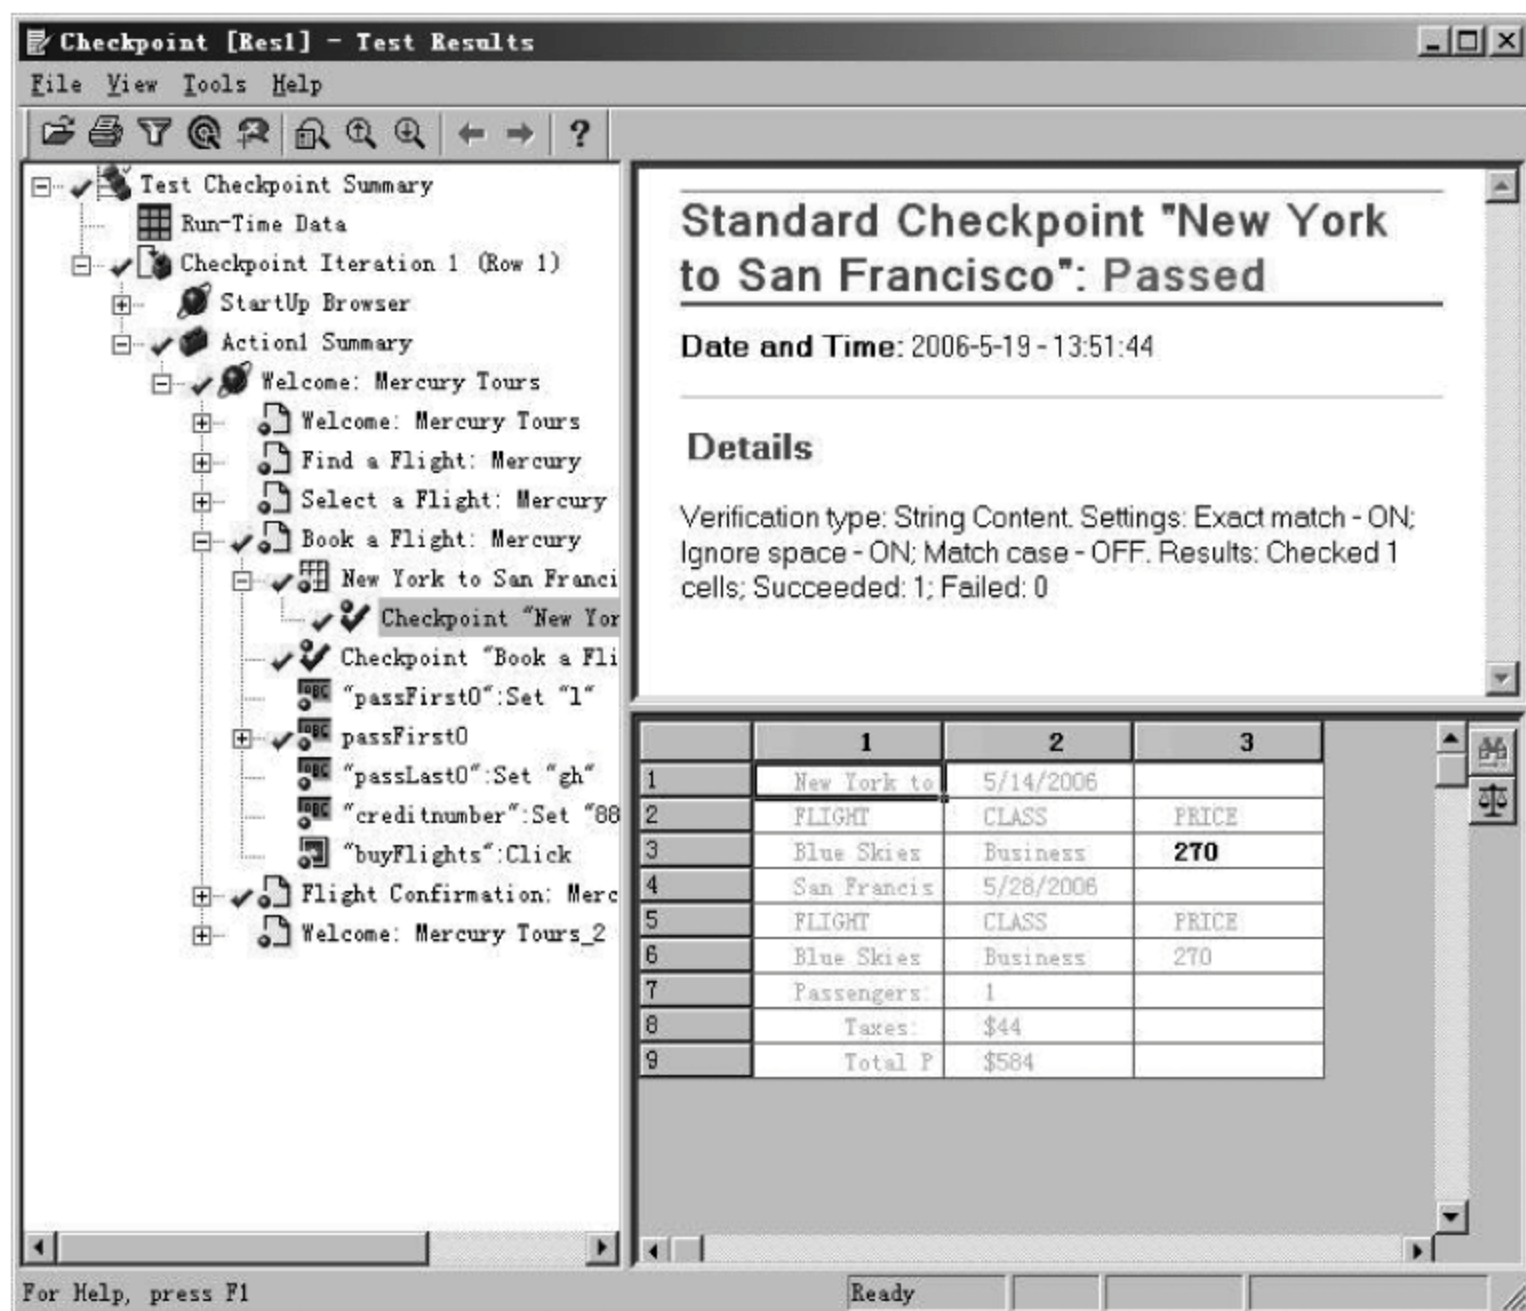 Checkpoint [Res1] - Test Results
File View Tools Help
Test Checkpoint Summary
Run-Time Data
Checkpoint Iteration 1 (Row 1)
StartUp Browser
Action1 Summary
Welcome: Mercury Tours
Welcome: Mercury Tours
Find a Flight: Mercury
Select a Flight: Mercury
Book a Flight: Mercury
New York to San Franci
Checkpoint "New Yor
Checkpoint "Book a Fli
"passFirst0":Set "l"
passFirst0
"passLast0":Set "gh"
"creditnumber":Set "88
"buyFlights":Click
Flight Confirmation: Merc
Welcome: Mercury Tours_2
Standard Checkpoint "New York
to San Francisco": Passed
Date and Time: 2006-5-19 - 13:51:44
Details
Verification type: String Content. Settings: Exact match - ON;
Ignore space - ON; Match case - OFF. Results: Checked 1
cells; Succeeded: 1; Failed: 0
1 2 3
1 New York to 5/14/2006
2 FLIGHT CLASS PRICE
3 Blue Skies Business 270
4 San Francis 5/28/2006
5 FLIGHT CLASS PRICE
6 Blue Skies Business 270
7 Passengers: 1
8 Taxes: $44
9 Total P $584
For Help, press F1 Ready